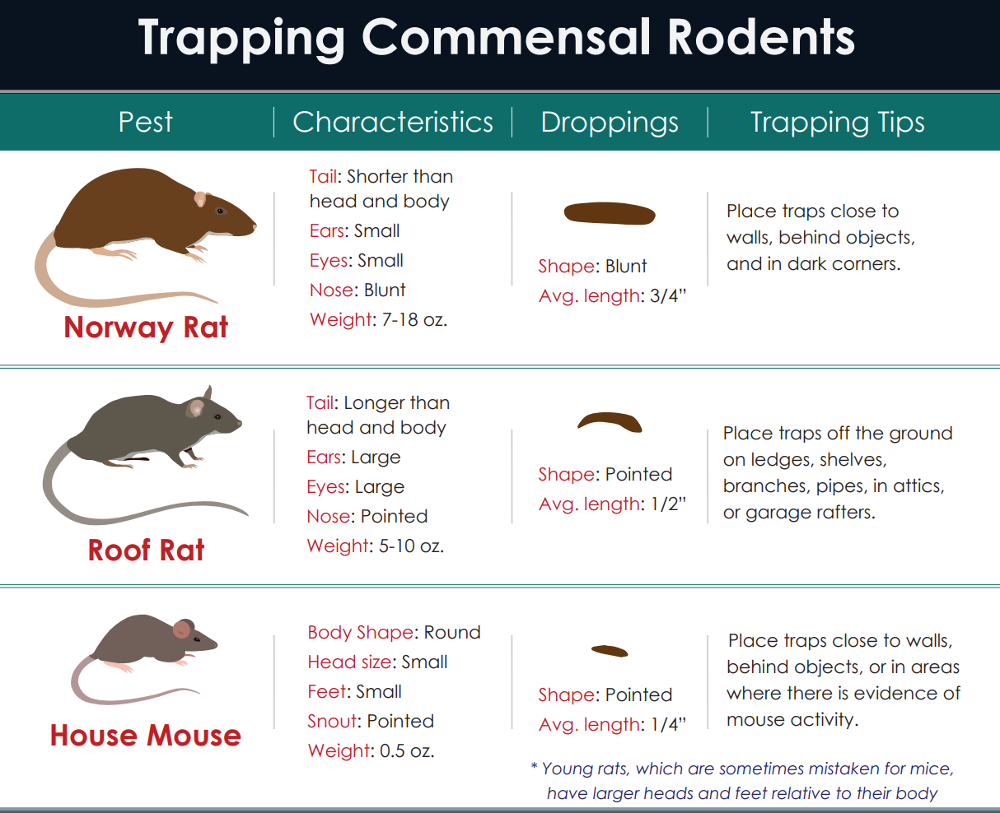 Trapping Commensal Rodents
Pest
Characteristics
Droppings
Trapping Tips
Norway Rat
Tail: Shorter than
head and body
Ears: Small
Eyes: Small
Nose: Blunt
Weight: 7-18 oz.
Shape: Blunt
Avg. length: 3/4”
Place traps close to
walls, behind objects,
and in dark corners.
Roof Rat
Tail: Longer than
head and body
Ears: Large
Eyes: Large
Nose: Pointed
Weight: 5-10 oz.
Shape: Pointed
Avg. length: 1/2”
Place traps off the ground
on ledges, shelves,
branches, pipes, in attics,
or garage rafters.
House Mouse
Body Shape: Round
Head size: Small
Feet: Small
Snout: Pointed
Weight: 0.5 oz.
Shape: Pointed
Avg. length: 1/4”
Place traps close to walls,
behind objects, or in areas
where there is evidence of
mouse activity.
* Young rats, which are sometimes mistaken for mice,
have larger heads and feet relative to their body